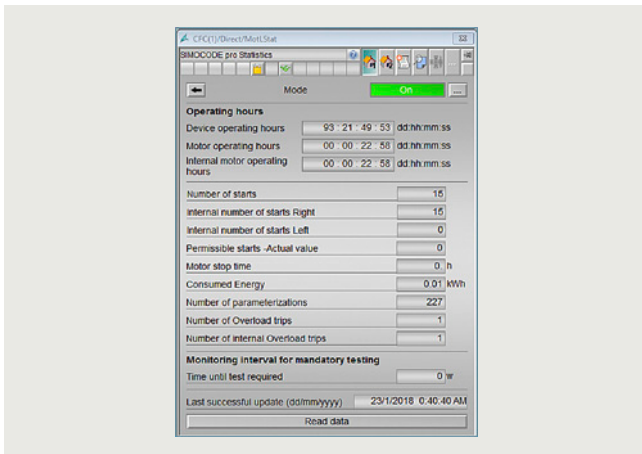 CFC(1)/Direct/MotLStat
SIMOCODE pro Statistics
Mode On ...
Operating hours
Device operating hours 93 : 21 : 49 : 53 dd:hh:mm:ss
Motor operating hours 00 : 00 : 22 : 58 dd:hh:mm:ss
Internal motor operating 00 : 00 : 22 : 58 dd:hh:mm:ss
hours
Number of starts 15
Internal number of starts Right 15
Internal number of starts Left 0
Permissible starts -Actual value 0
Motor stop time 0. h
Consumed Energy 0.01 kWh
Number of parameterizations 227
Number of Overload trips 1
Number of internal Overload trips 1
Monitoring interval for mandatory testing
Time until test required 0 w
Last successful update (dd/mm/yyyy) 23/1/2018 0:40:40 AM
Read data